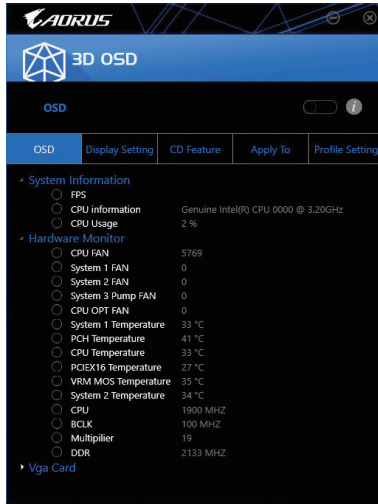 AORUS
3D OSD
OSD
OSD Display Setting CD Feature Apply To Profile Setting
System Information
FPS
CPU information Genuine Intel(R) CPU 0000 @ 3.20GHz
CPU Usage 2 %
Hardware Monitor
CPU FAN 5769
System 1 FAN 0
System 2 FAN 0
System 3 Pump FAN 0
CPU OPT FAN 0
System 1 Temperature 33 °C
PCH Temperature 41 °C
CPU Temperature 33 °C
PCIEX16 Temperature 27 °C
VRM MOS Temperature 35 °C
System 2 Temperature 34 °C
CPU 1900 MHZ
BCLK 100 MHZ
Multipilier 19
DDR 2133 MHZ
Vga Card